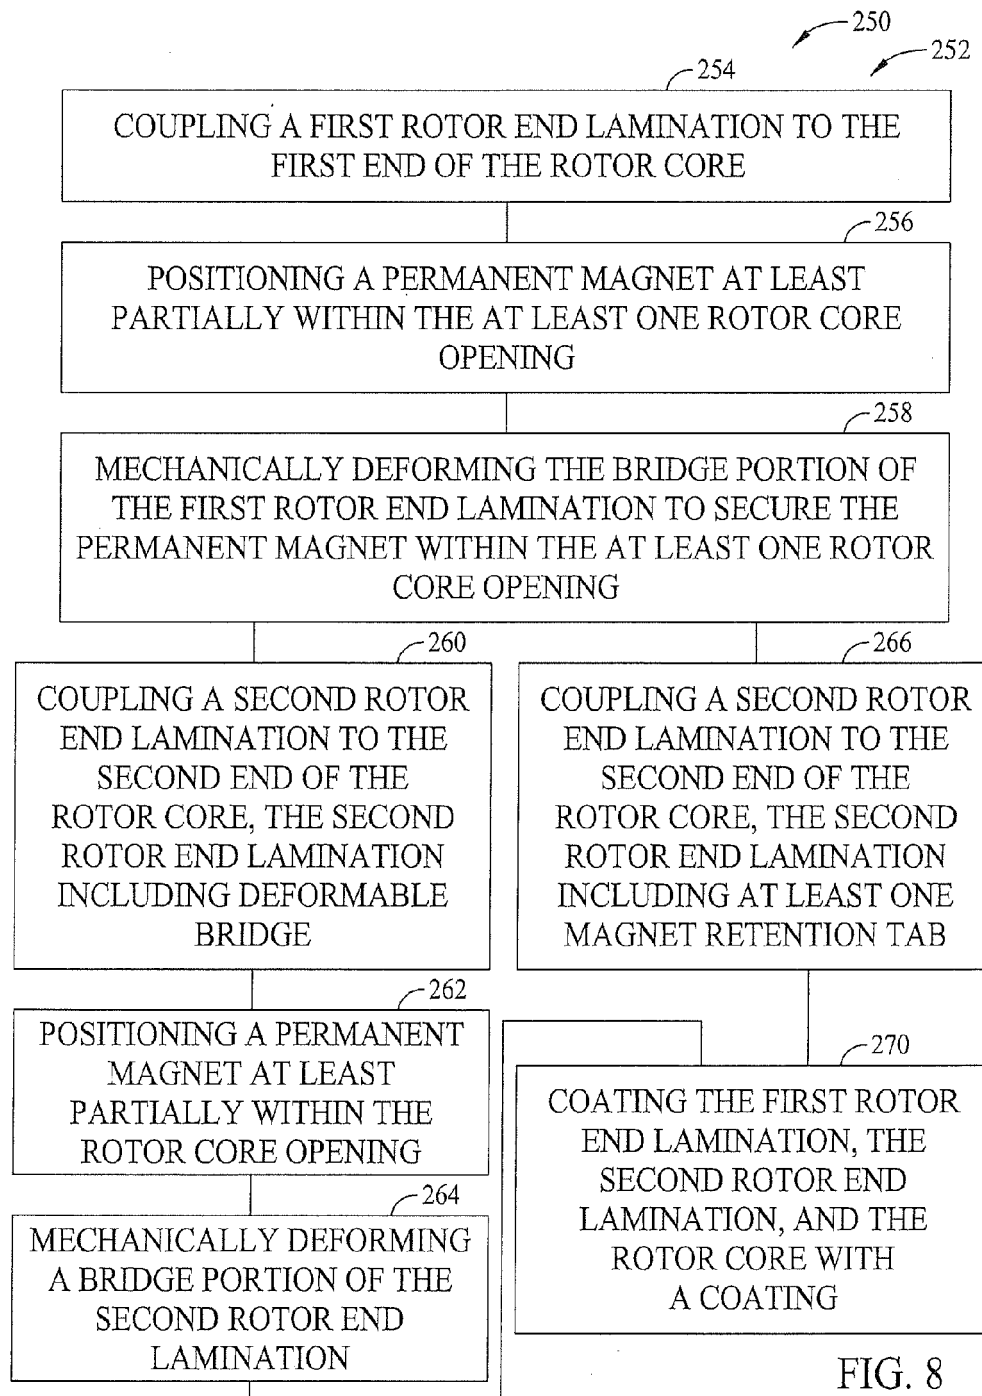 250
252
254
COUPLING A FIRST ROTOR END LAMINATION TO THE
FIRST END OF THE ROTOR CORE
256
POSITIONING A PERMANENT MAGNET AT LEAST
PARTIALLY WITHIN THE AT LEAST ONE ROTOR CORE
OPENING
258
MECHANICALLY DEFORMING THE BRIDGE PORTION OF
THE FIRST ROTOR END LAMINATION TO SECURE THE
PERMANENT MAGNET WITHIN THE AT LEAST ONE ROTOR
CORE OPENING
260
COUPLING A SECOND ROTOR
END LAMINATION TO THE
SECOND END OF THE
ROTOR CORE, THE SECOND
ROTOR END LAMINATION
INCLUDING DEFORMABLE
BRIDGE
262
POSITIONING A PERMANENT
MAGNET AT LEAST
PARTIALLY WITHIN THE
ROTOR CORE OPENING
264
MECHANICALLY DEFORMING
A BRIDGE PORTION OF THE
SECOND ROTOR END
LAMINATION
266
COUPLING A SECOND ROTOR
END LAMINATION TO THE
SECOND END OF THE
ROTOR CORE, THE SECOND
ROTOR END LAMINATION
INCLUDING AT LEAST ONE
MAGNET RETENTION TAB
270
COATING THE FIRST ROTOR
END LAMINATION, THE
SECOND ROTOR END
LAMINATION, AND THE
ROTOR CORE WITH
A COATING
FIG. 8